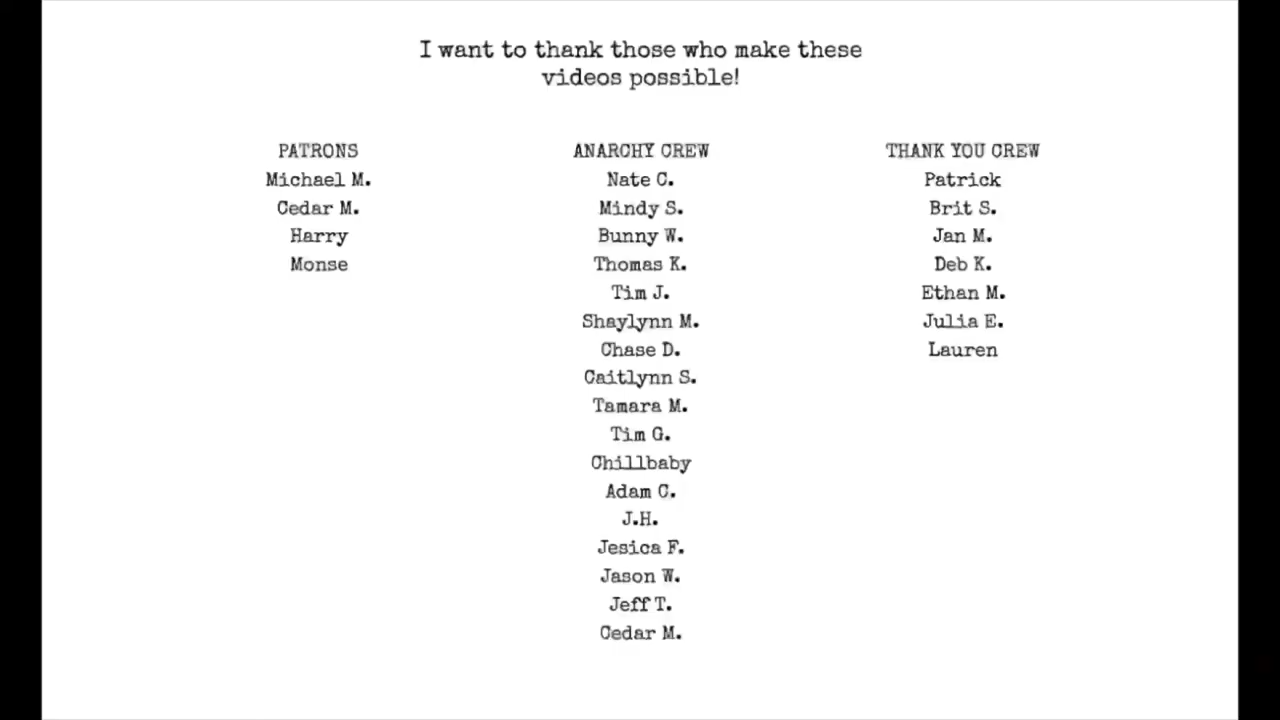 I want to thank those who make these
videos possible!
PATRONS
Michael M.
Cedar M.
Harry
Monse
ANARCHY CREW
Nate C.
Mindy S.
Bunny W.
Thomas K.
Tim J.
Shaylynn M.
Chase D.
Caitlynn S.
Tamara M.
Tim G.
Chillbaby
Adam C.
J.H.
Jesica F.
Jason W.
Jeff T.
Cedar M.
THANK YOU CREW
Patrick
Brit S.
Jan M.
Deb K.
Ethan M.
Julia E.
Lauren